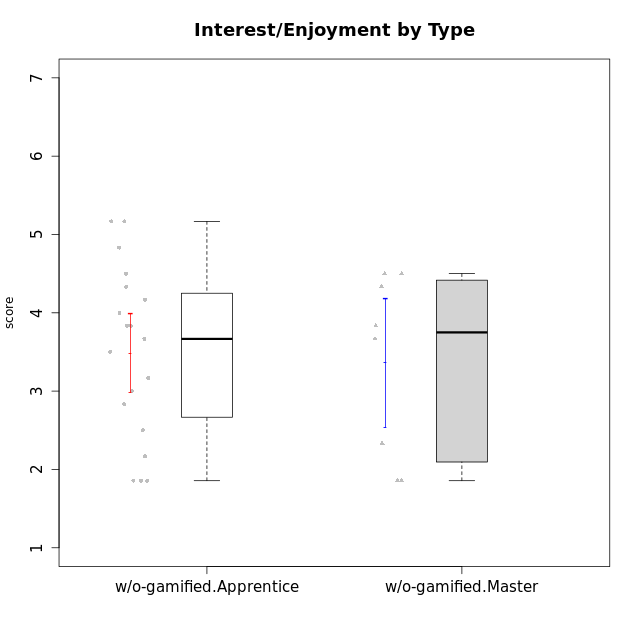 Interest/Enjoyment by Type
score
7
6
5
4
3
2
1
w/o-gamified.Apprentice
w/o-gamified.Master